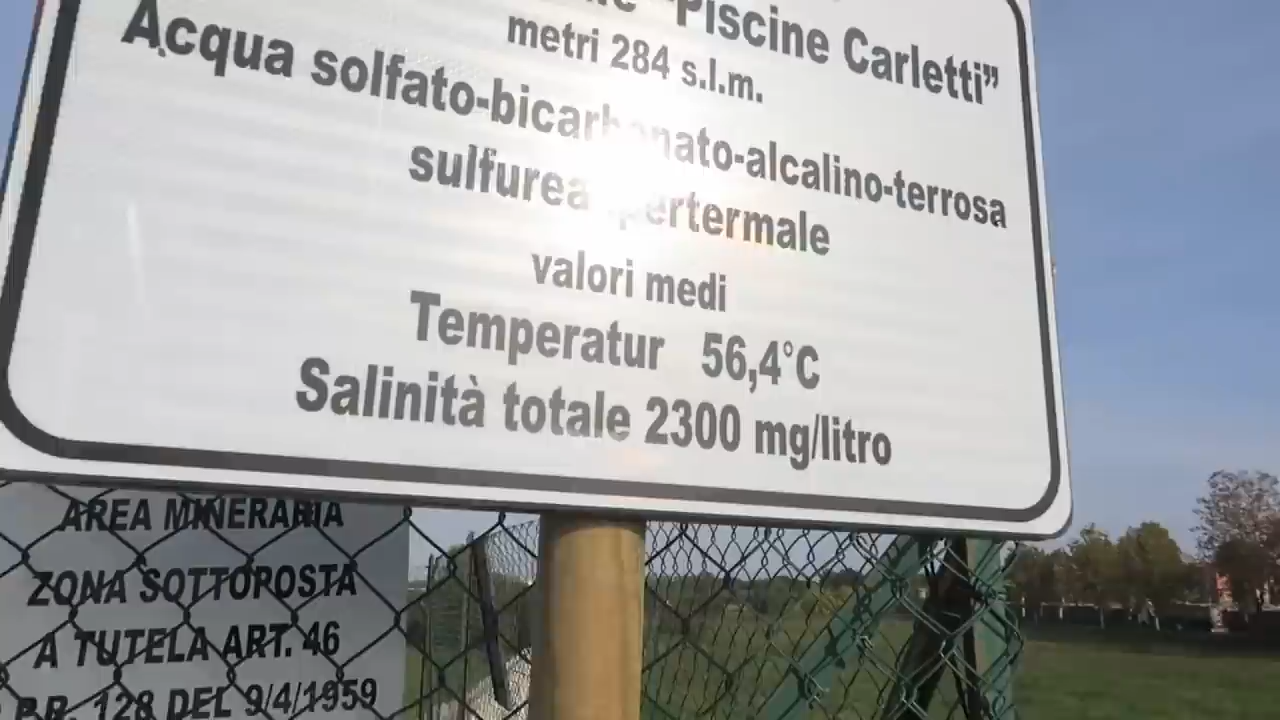 "Piscine Carletti"
metri 284 s.l.m.
Acqua solfato-bicarbonato-alcalino-terrosa
sulfurea ipertermale
valori medi
Temperatur 56,4°C
Salinità totale 2300 mg/litro
AREA MINERARIA
ZONA SOTTOPOSTA
A TUTELA ART. 46
P.R. 128 DEL 9/4/1959